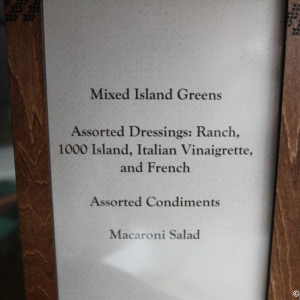 Mixed Island Greens
Assorted Dressings: Ranch,
1000 Island, Italian Vinaigrette,
and French
Assorted Condiments
Macaroni Salad
©